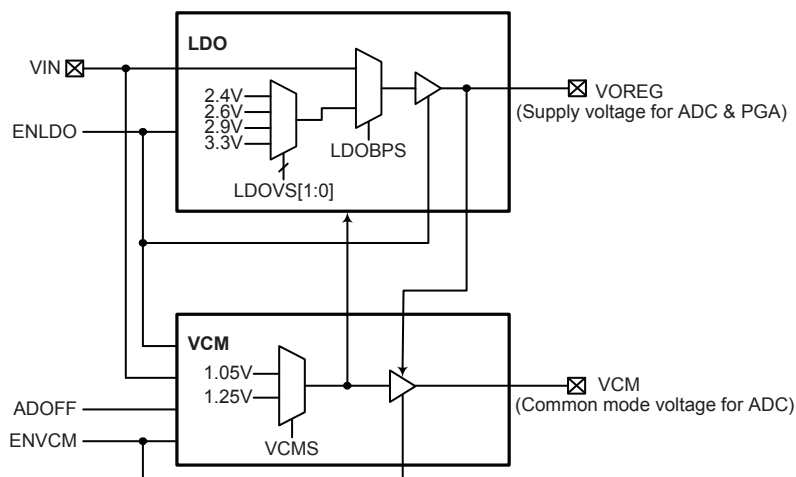 LDO
VIN
VOREG
(Supply voltage for ADC & PGA)
2.4V
2.6V
2.9V
3.3V
ENLDO
LDOBPS
LDOVS[1:0]
VCM
1.05V
1.25V
VCM
(Common mode voltage for ADC)
ADOFF
ENVCM
VCMS